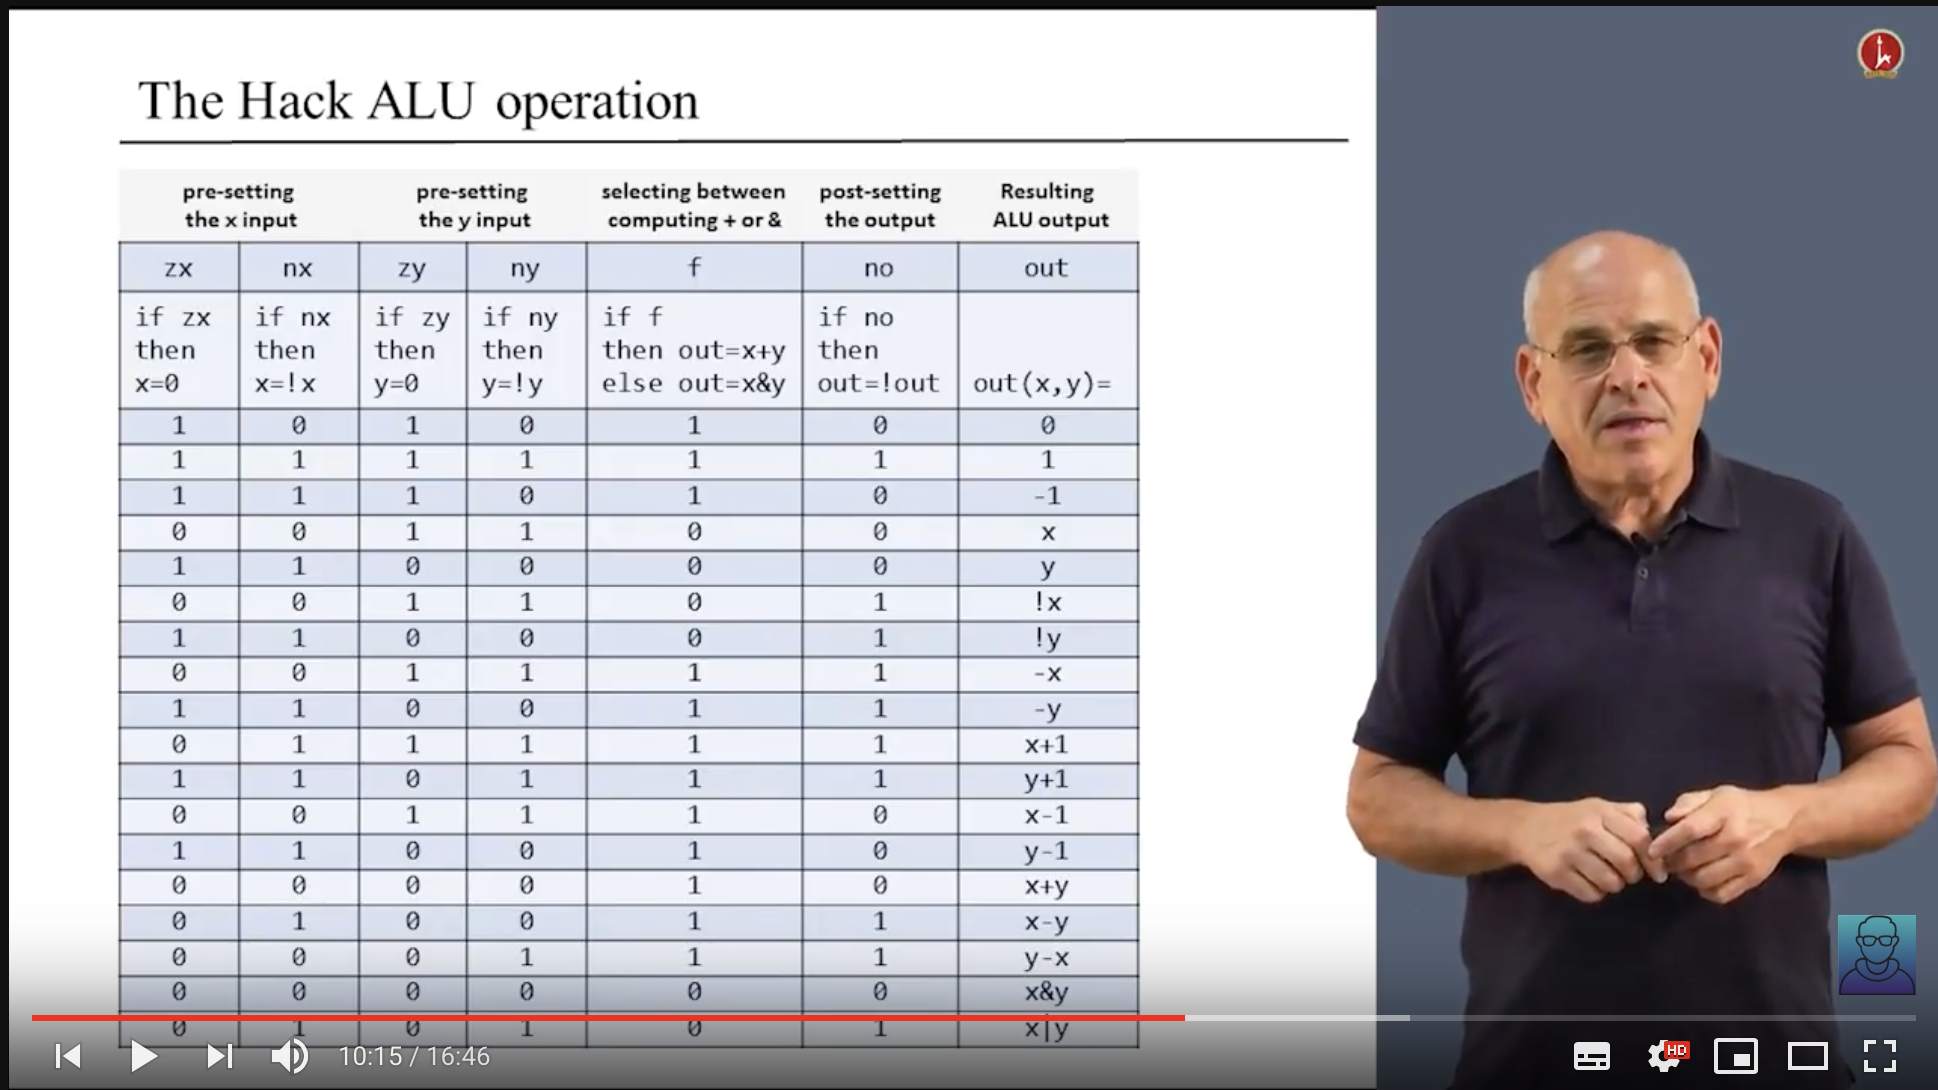 The Hack ALU operation
pre-setting the x input pre-setting the y input selecting between computing + or & post-setting the output Resulting ALU output
zx nx zy ny f no out
if zx then x=0 if nx then x=!x if zy then y=0 if ny then y=!y if f then out=x+y else out=x&y if no then out=!out out(x,y)=
1 0 1 0 1 0 0
1 1 1 1 1 1 1
1 1 1 0 1 0 -1
0 0 1 1 0 0 x
1 1 0 0 0 0 y
0 0 1 1 0 1 !x
1 1 0 0 0 1 !y
0 0 1 1 1 1 -x
1 1 0 0 1 1 -y
0 1 1 1 1 1 x+1
1 1 0 1 1 1 y+1
0 0 1 1 1 0 x-1
1 1 0 0 1 0 y-1
0 0 0 0 1 0 x+y
0 1 0 0 1 1 x-y
0 0 0 1 1 1 y-x
0 0 0 0 0 0 x&y
0 1 0 1 0 1 x|y
10:15 / 16:46
HD